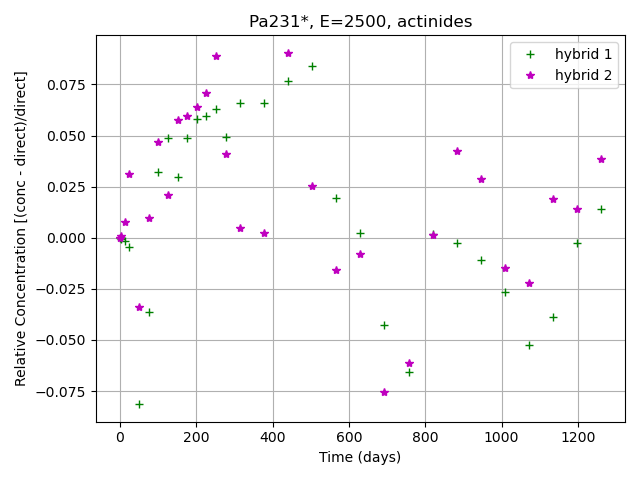 Pa231*, E=2500, actinides
hybrid 1
hybrid 2
Relative Concentration [(conc - direct)/direct]
0.075
0.050
0.025
0.000
−0.025
−0.050
−0.075
0 200 400 600 800 1000 1200
Time (days)